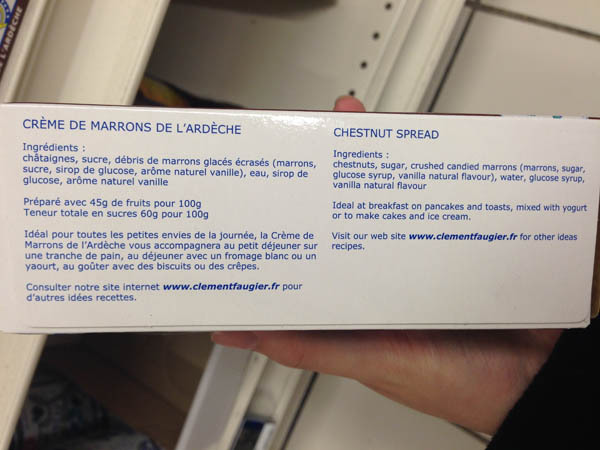 L'ARDÈCHE
CRÈME DE MARRONS DE L'ARDÈCHE
Ingrédients :
châtaignes, sucre, débris de marrons glacés écrasés (marrons,
sucre, sirop de glucose, arôme naturel vanille), eau, sirop de
glucose, arôme naturel vanille
Préparé avec 45g de fruits pour 100g
Teneur totale en sucres 60g pour 100g
Idéal pour toutes les petites envies de la journée, la Crème de
Marrons de l'Ardèche vous accompagnera au petit déjeuner sur
une tranche de pain, au déjeuner avec un fromage blanc ou un
yaourt, au goûter avec des biscuits ou des crêpes.
Consulter notre site internet www.clementfaugier.fr pour
d'autres idées recettes.
CHESTNUT SPREAD
Ingredients :
chestnuts, sugar, crushed candied marrons (marrons, sugar,
glucose syrup, vanilla natural flavour), water, glucose syrup,
vanilla natural flavour
Ideal at breakfast on pancakes and toasts, mixed with yogurt
or to make cakes and ice cream.
Visit our web site www.clementfaugier.fr for other ideas
recipes.